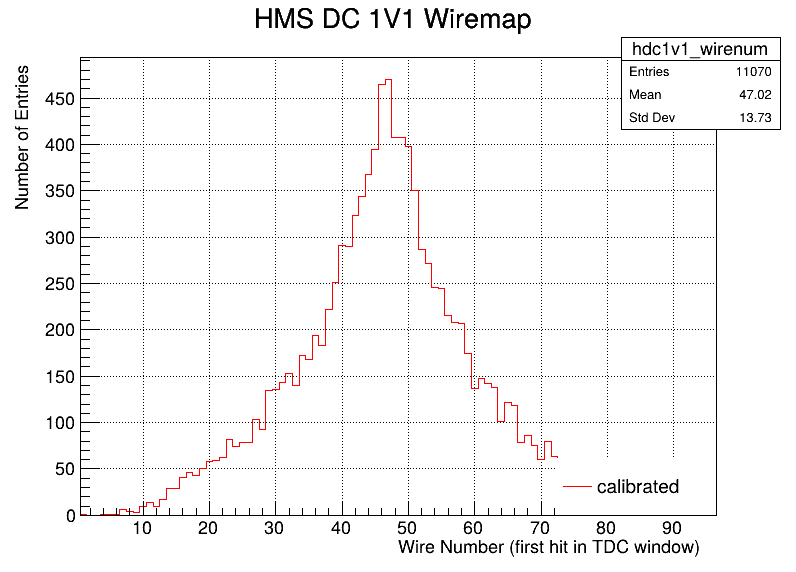 HMS DC 1V1 Wiremap
hdc1v1_wirenum
Entries 11070
Mean 47.02
Std Dev 13.73
Number of Entries
450
400
350
300
250
200
150
100
50
0
calibrated
10 20 30 40 50 60 70 80 90
Wire Number (first hit in TDC window)